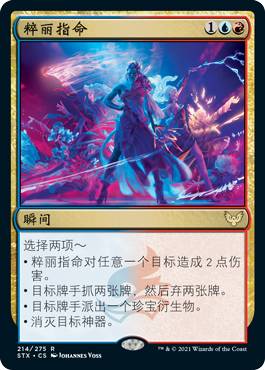 粹丽指命
1
瞬间
选择两项～
• 粹丽指命对任意一个目标造成2点伤
害。
• 目标牌手抓两张牌，然后弃两张牌。
• 目标牌手派出一个珍宝衍生物。
• 消灭目标神器。
214/275 R
STX • CS JOHANNES VOSS
™ & © 2021 Wizards of the Coast